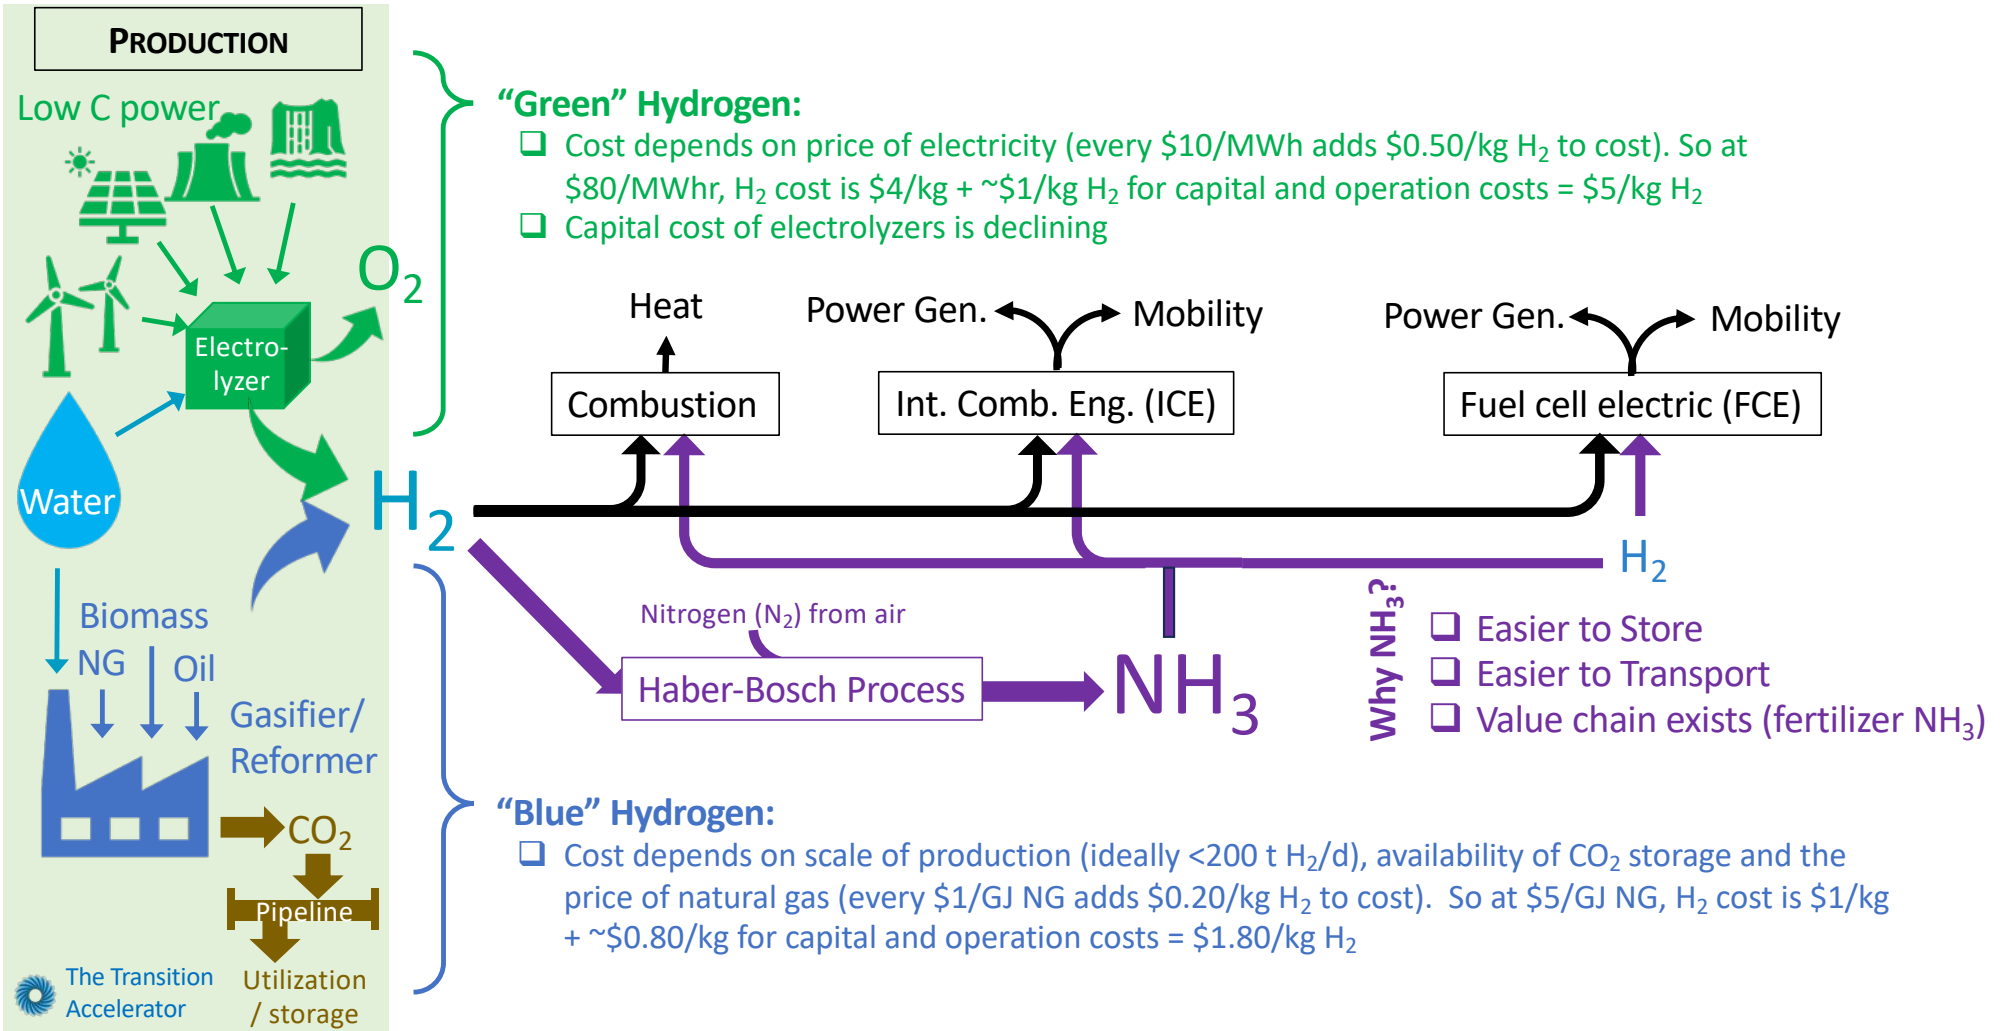 PRODUCTION
Low C power
O2
Electro-
lyzer
Water
H2
Biomass
NG
Oil
Gasifier/
Reformer
CO2
Pipeline
Utilization
/ storage
The Transition
Accelerator
“Green” Hydrogen:
❑ Cost depends on price of electricity (every $10/MWh adds $0.50/kg H2 to cost). So at
$80/MWhr, H2 cost is $4/kg + ~$1/kg H2 for capital and operation costs = $5/kg H2
❑ Capital cost of electrolyzers is declining
Heat
Power Gen.
Mobility
Power Gen.
Mobility
Combustion
Int. Comb. Eng. (ICE)
Fuel cell electric (FCE)
H2
Nitrogen (N2) from air
Haber-Bosch Process
NH3
Why NH3?
❑ Easier to Store
❑ Easier to Transport
❑ Value chain exists (fertilizer NH3)
“Blue” Hydrogen:
❑ Cost depends on scale of production (ideally <200 t H2/d), availability of CO2 storage and the
price of natural gas (every $1/GJ NG adds $0.20/kg H2 to cost). So at $5/GJ NG, H2 cost is $1/kg
+ ~$0.80/kg for capital and operation costs = $1.80/kg H2